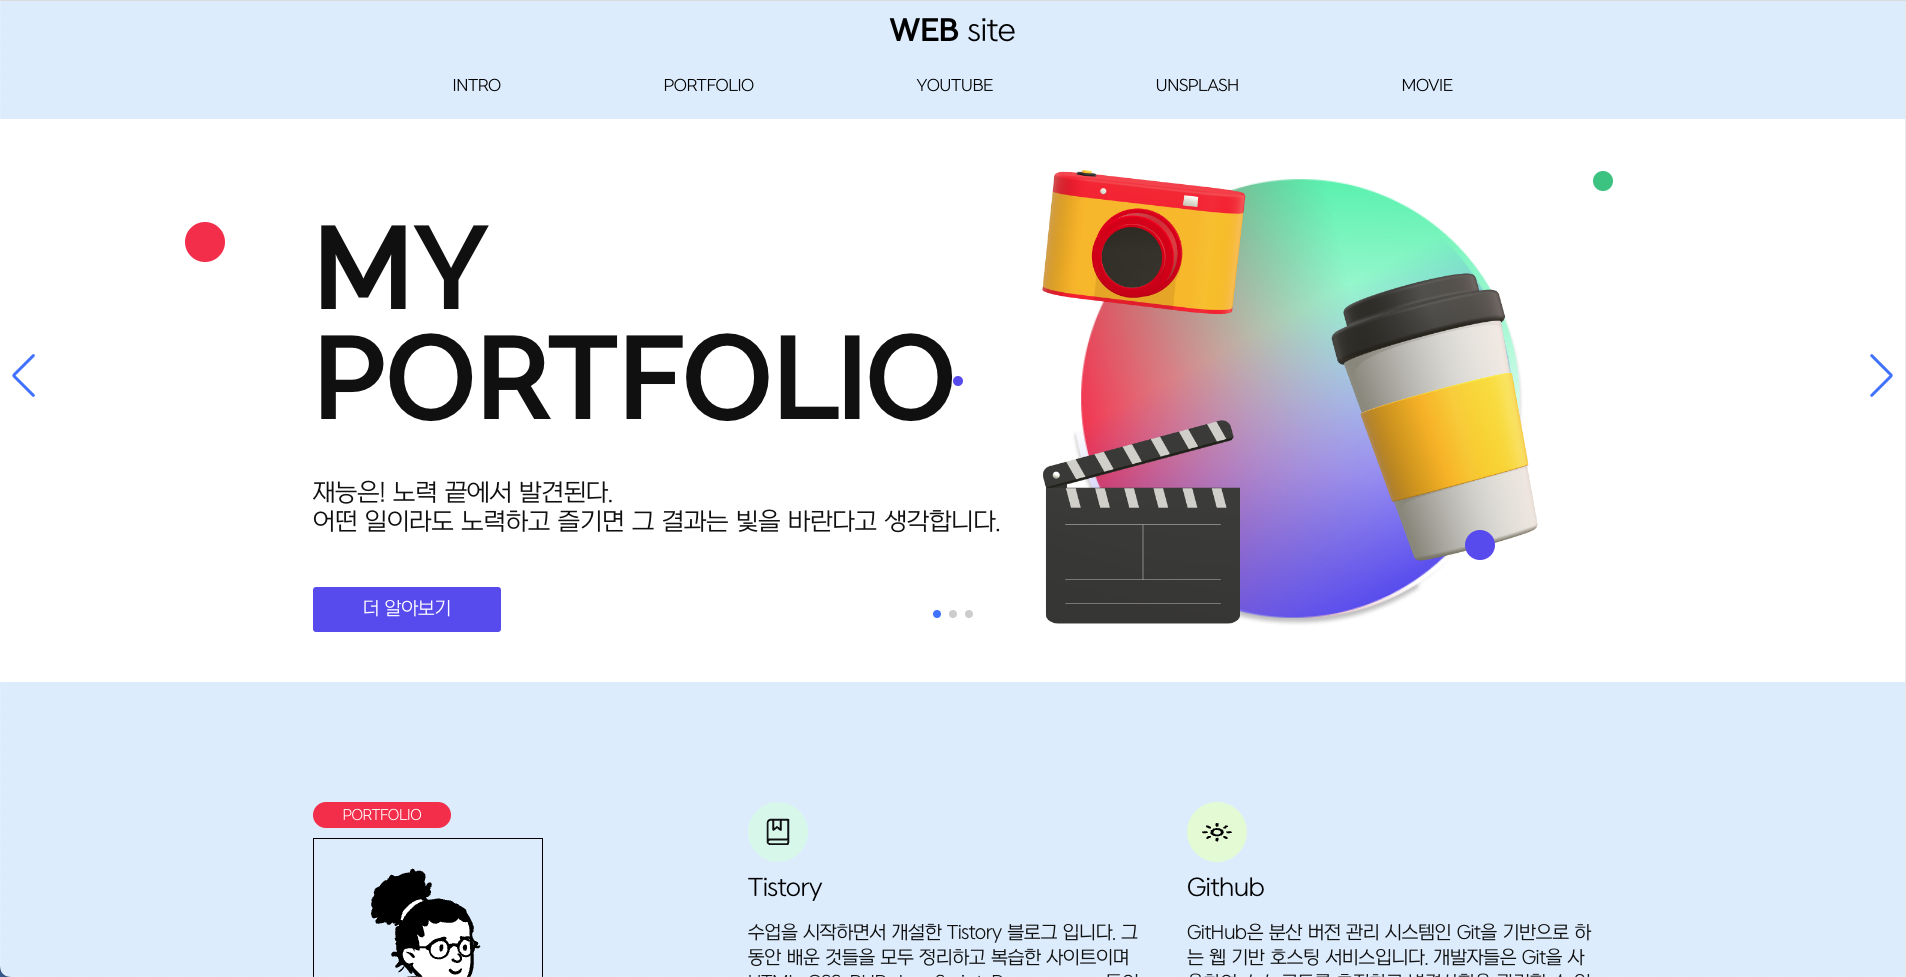 WEB site
INTRO
PORTFOLIO
YOUTUBE
UNSPLASH
MOVIE
MY
PORTFOLIO
재능은! 노력 끝에서 발견된다.
어떤 일이라도 노력하고 즐기면 그 결과는 빛을 바란다고 생각합니다.
더 알아보기
PORTFOLIO
Tistory
수업을 시작하면서 개설한 Tistory 블로그 입니다. 그
동안 배운 것들을 모두 정리하고 복습한 사이트이며
Github
GitHub은 분산 버전 관리 시스템인 Git을 기반으로 하
는 웹 기반 호스팅 서비스입니다. 개발자들은 Git을 사